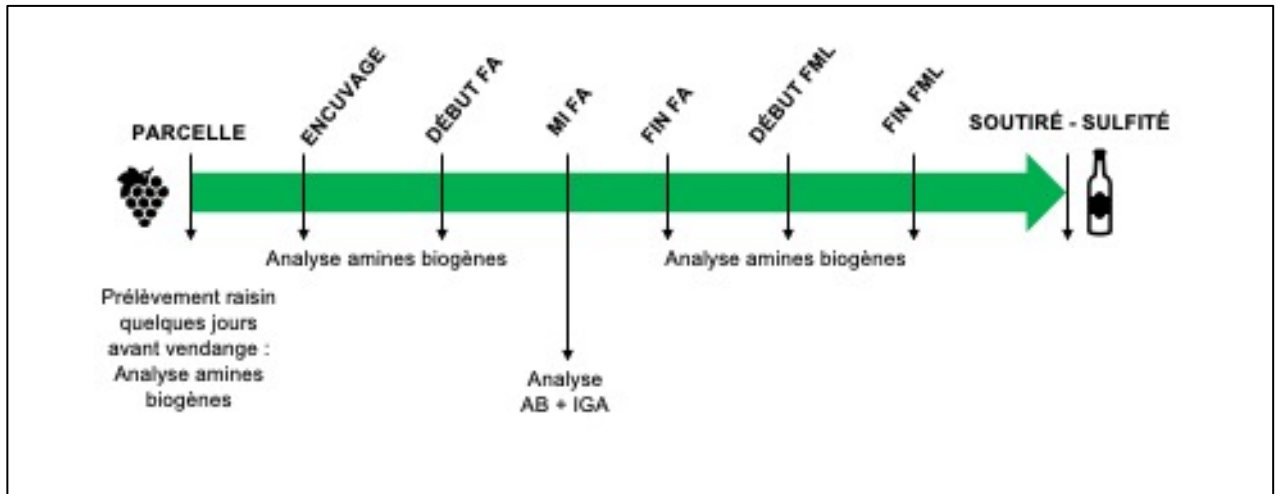 PARCELLE
ENCUVAGE
DÉBUT FA
MI FA
FIN FA
DÉBUT FML
FIN FML
SOUTIRÉ - SULFITÉ
Analyse amines biogènes
Analyse amines biogènes
Prélèvement raisin
quelques jours
avant vendange :
Analyse amines
biogènes
Analyse
AB + IGA